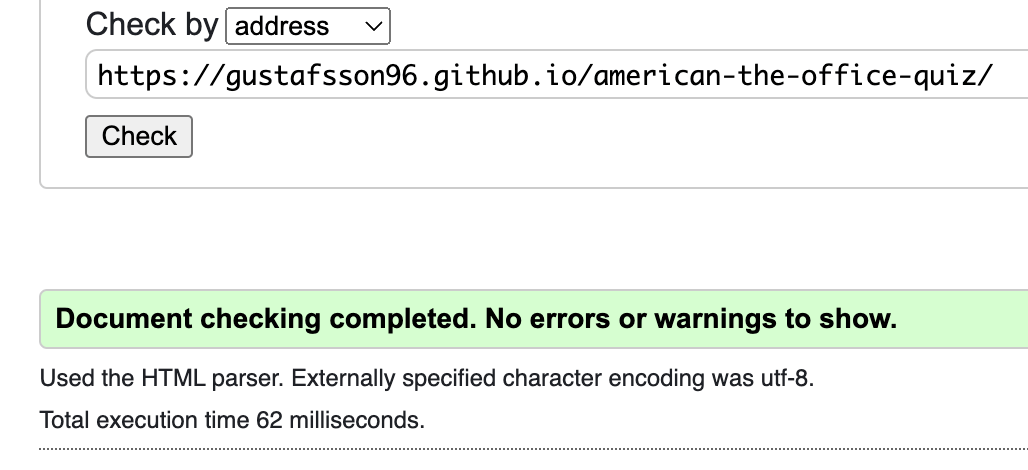 Check by address
https://gustafsson96.github.io/american-the-office-quiz/
Check
Document checking completed. No errors or warnings to show.
Used the HTML parser. Externally specified character encoding was utf-8.
Total execution time 62 milliseconds.